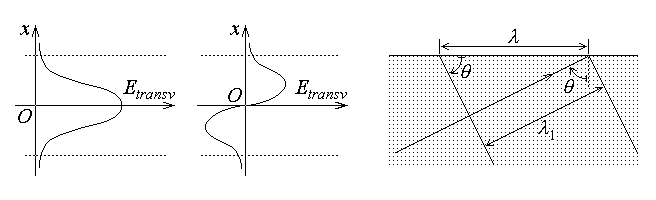 x
E_transv
O
x
E_transv
O
λ
θ
θ
λ₁